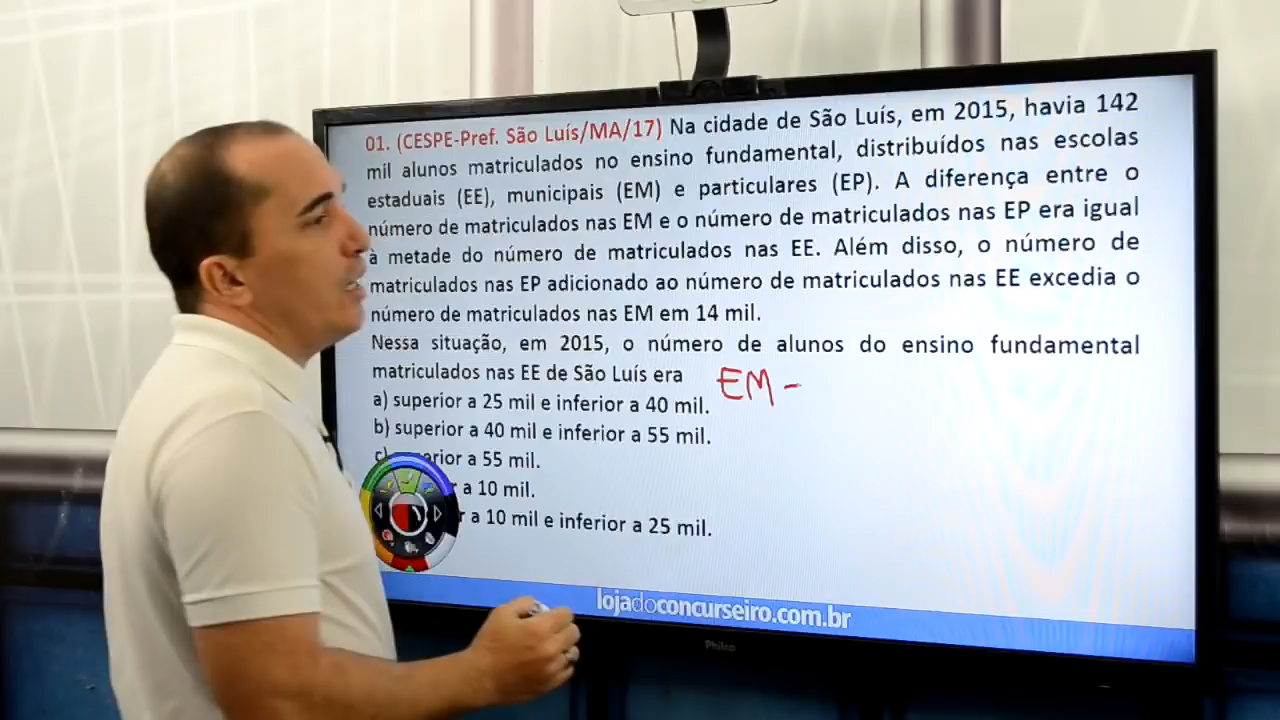 01. (CESPE-Pref. São Luís/MA/17) Na cidade de São Luís, em 2015, havia 142
mil alunos matriculados no ensino fundamental, distribuídos nas escolas
estaduais (EE), municipais (EM) e particulares (EP). A diferença entre o
número de matriculados nas EM e o número de matriculados nas EP era igual
à metade do número de matriculados nas EE. Além disso, o número de
matriculados nas EP adicionado ao número de matriculados nas EE excedia o
número de matriculados nas EM em 14 mil.
Nessa situação, em 2015, o número de alunos do ensino fundamental
matriculados nas EE de São Luís era
EM -
a) superior a 25 mil e inferior a 40 mil.
b) superior a 40 mil e inferior a 55 mil.
a 55 mil.
a 10 mil.
a 10 mil e inferior a 25 mil.
lojadoconcurseiro.com.br
Philco